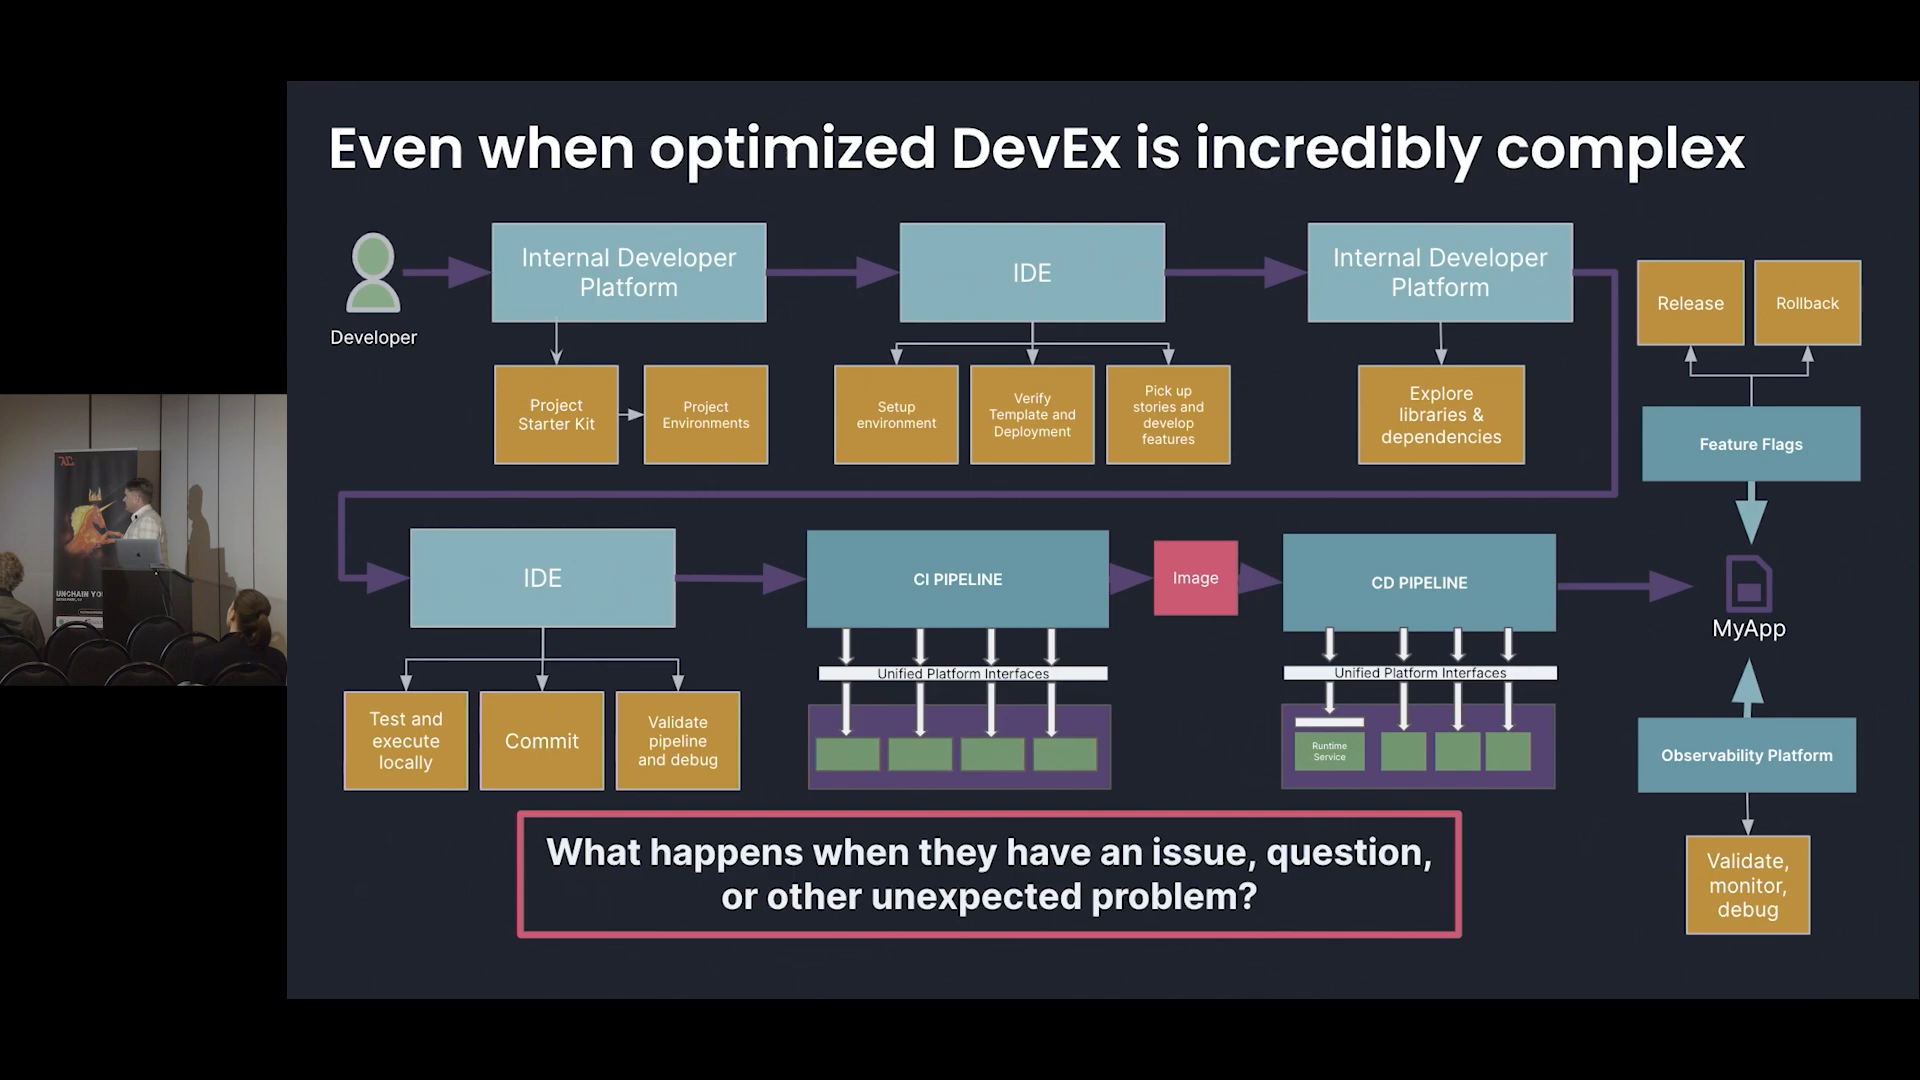 Even when optimized DevEx is incredibly complex
Developer
Internal Developer
Platform
IDE
Internal Developer
Platform
Project
Starter Kit
Project
Environments
Setup
environment
Verify
Template and
Deployment
Pick up
stories and
develop
features
Explore
libraries &
dependencies
Release
Rollback
Feature Flags
IDE
CI PIPELINE
Image
CD PIPELINE
MyApp
Unified Platform Interfaces
Unified Platform Interfaces
Test and
execute
locally
Commit
Validate
pipeline
and debug
Runtime
Service
Observability Platform
Validate,
monitor,
debug
What happens when they have an issue, question,
or other unexpected problem?
UNCHAIN YO